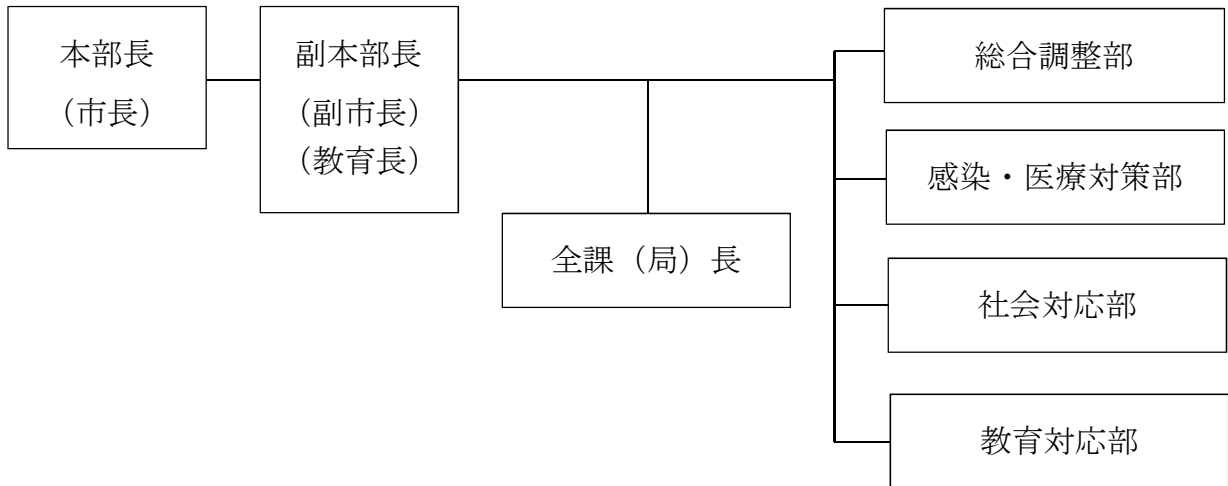 本部長
（市長）
副本部長
（副市長）
（教育長）
全課（局）長
総合調整部
感染・医療対策部
社会対応部
教育対応部